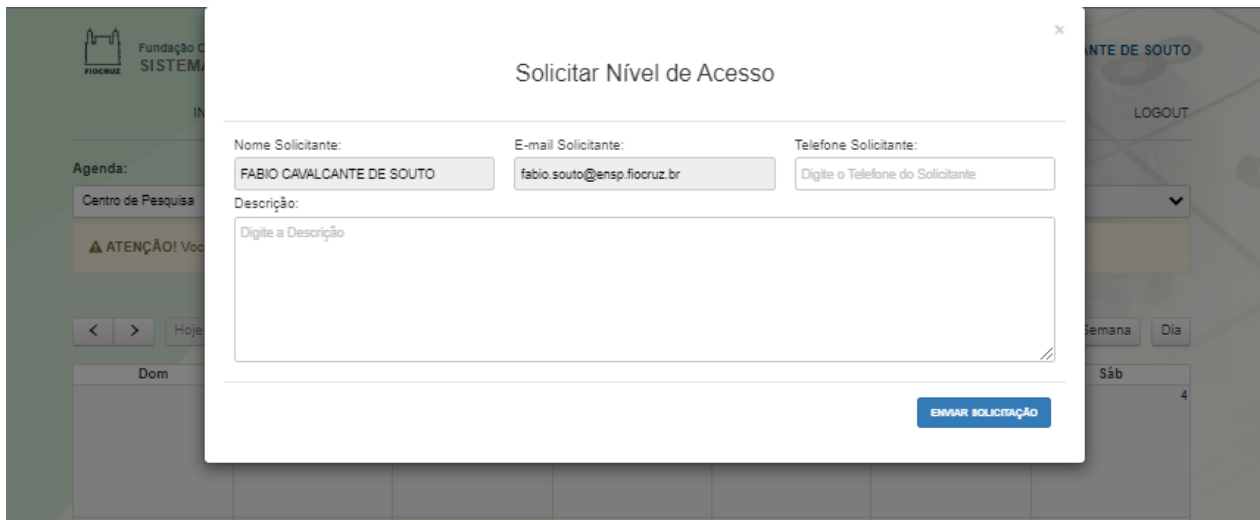 Fundação C
SISTEMA
FIOCRUZ
ANTE DE SOUTO
×
Solicitar Nível de Acesso
IN
LOGOUT
Nome Solicitante:
E-mail Solicitante:
Telefone Solicitante:
FABIO CAVALCANTE DE SOUTO
fabio.souto@ensp.fiocruz.br
Digite o Telefone do Solicitante
Agenda:
Centro de Pesquisa
Descrição:
Digite a Descrição
ATENÇÃO! Voc
Hoje
Semana
Dia
Dom
Sáb
4
ENVIAR SOLICITAÇÃO